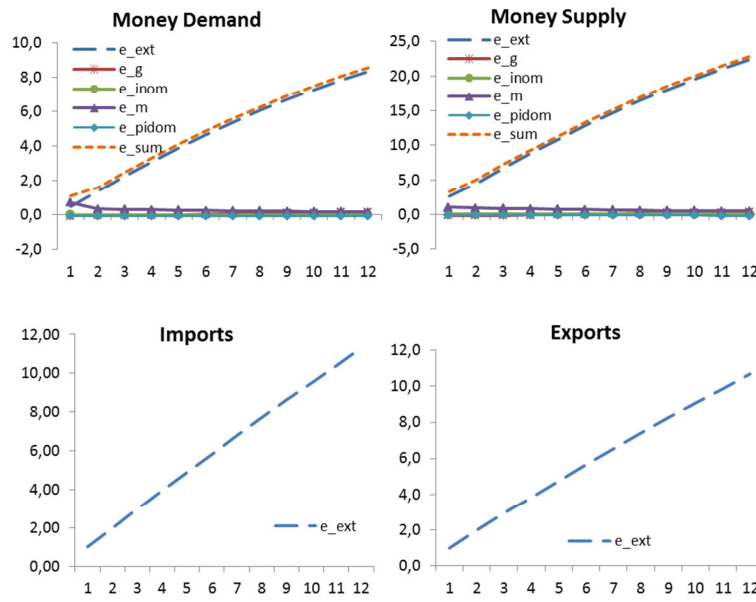 Money Demand
10,0
8,0
6,0
4,0
2,0
0,0
-2,0
e_ext
e_g
e_inom
e_m
e_pidom
e_sum
1 2 3 4 5 6 7 8 9 10 11 12
Money Supply
25,0
20,0
15,0
10,0
5,0
0,0
-5,0
e_ext
e_g
e_inom
e_m
e_pidom
e_sum
1 2 3 4 5 6 7 8 9 10 11 12
Imports
12,00
10,00
8,00
6,00
4,00
2,00
0,00
e_ext
1 2 3 4 5 6 7 8 9 10 11 12
Exports
12,0
10,0
8,0
6,0
4,0
2,0
0,0
e_ext
1 2 3 4 5 6 7 8 9 10 11 12